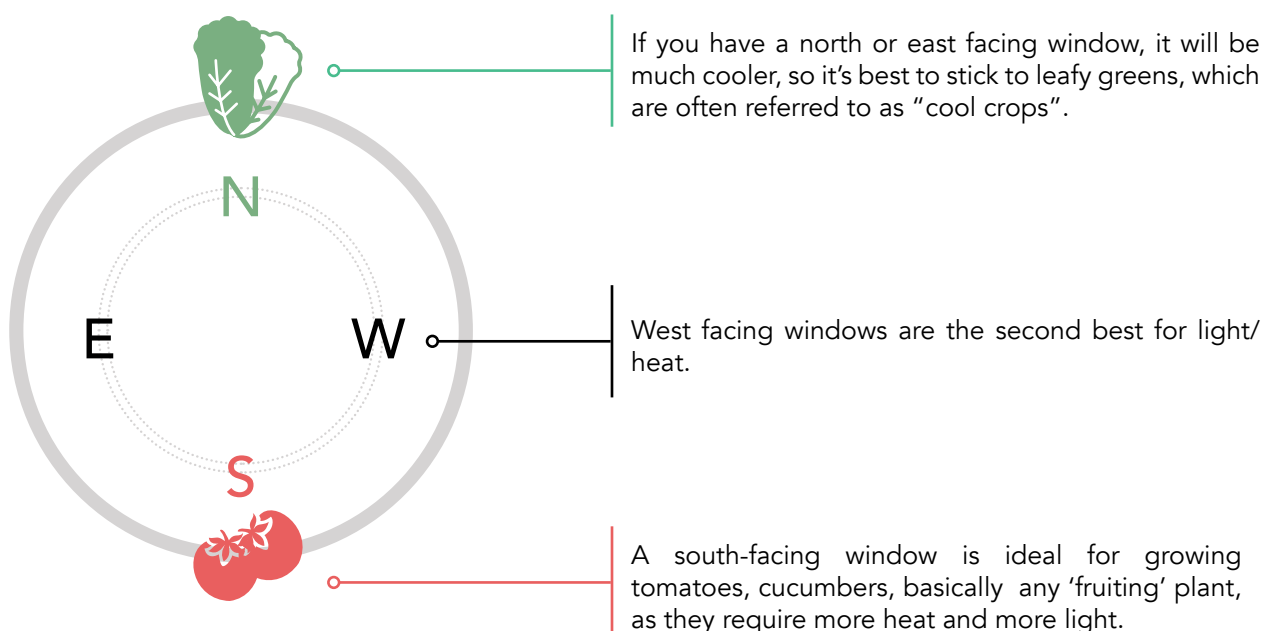 If you have a north or east facing window, it will be
much cooler, so it’s best to stick to leafy greens, which
are often referred to as “cool crops”.
N
E
W
West facing windows are the second best for light/
heat.
S
A south-facing window is ideal for growing
tomatoes, cucumbers, basically any ‘fruiting’ plant,
as they require more heat and more light.